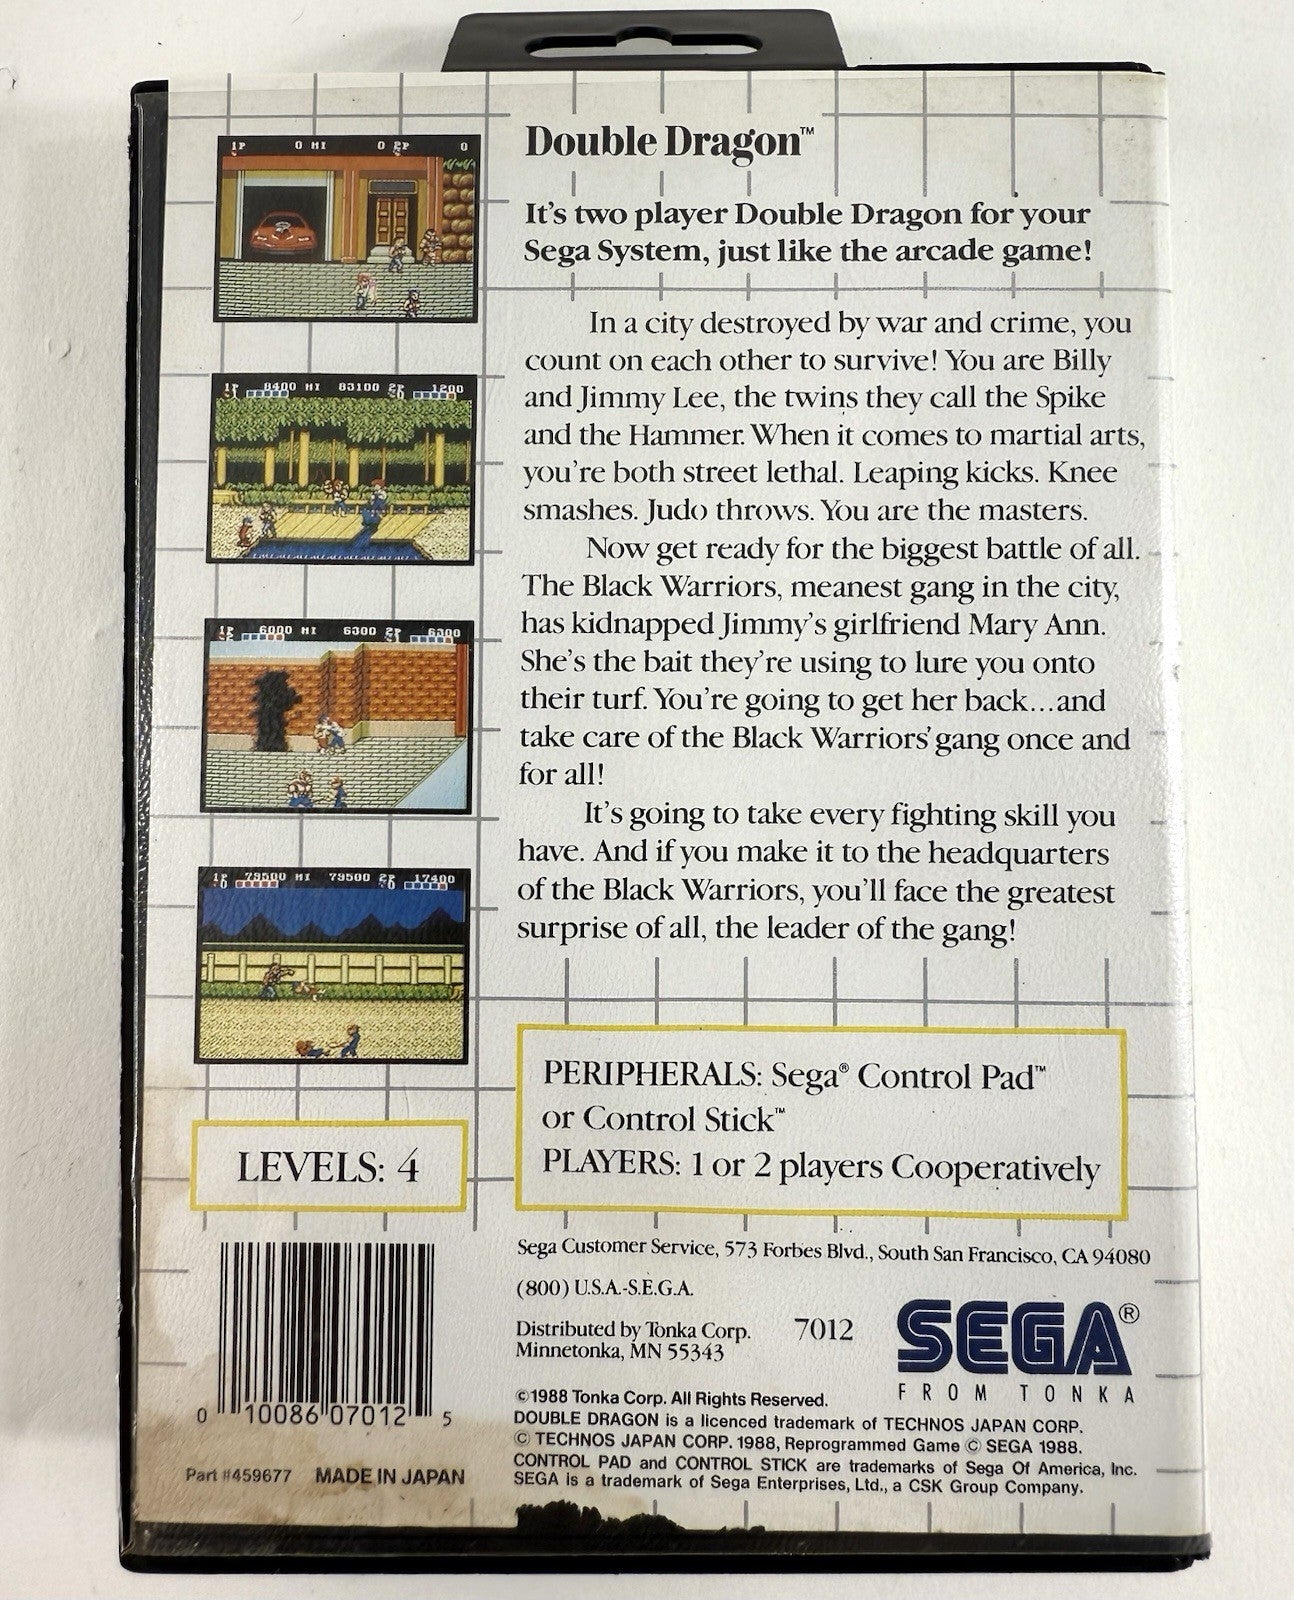 Double Dragon™
It's two player Double Dragon for your
Sega System, just like the arcade game!
In a city destroyed by war and crime, you
count on each other to survive! You are Billy
and Jimmy Lee, the twins they call the Spike
and the Hammer. When it comes to martial arts,
you're both street lethal. Leaping kicks. Knee
smashes. Judo throws. You are the masters.
Now get ready for the biggest battle of all.
The Black Warriors, meanest gang in the city,
has kidnapped Jimmy's girlfriend Mary Ann.
She's the bait they're using to lure you onto
their turf. You're going to get her back...and
take care of the Black Warriors' gang once and
for all!
It's going to take every fighting skill you
have. And if you make it to the headquarters
of the Black Warriors, you'll face the greatest
surprise of all, the leader of the gang!
1P 0 HI 0 2P 0
1P 8400 HI 83100 2P 1200
1P 6000 HI 6300 2P 6300
1P 79500 HI 79500 2P 17400
LEVELS: 4
PERIPHERALS: Sega® Control Pad™
or Control Stick™
PLAYERS: 1 or 2 players Cooperatively
Sega Customer Service, 573 Forbes Blvd., South San Francisco, CA 94080
(800) U.S.A.-S.E.G.A.
Distributed by Tonka Corp. 7012
Minnetonka, MN 55343
SEGA®
FROM TONKA
©1988 Tonka Corp. All Rights Reserved.
DOUBLE DRAGON is a licenced trademark of TECHNOS JAPAN CORP.
© TECHNOS JAPAN CORP. 1988, Reprogrammed Game © SEGA 1988.
CONTROL PAD and CONTROL STICK are trademarks of Sega Of America, Inc.
SEGA is a trademark of Sega Enterprises, Ltd., a CSK Group Company.
0 10086 07012 5
Part #459677 MADE IN JAPAN